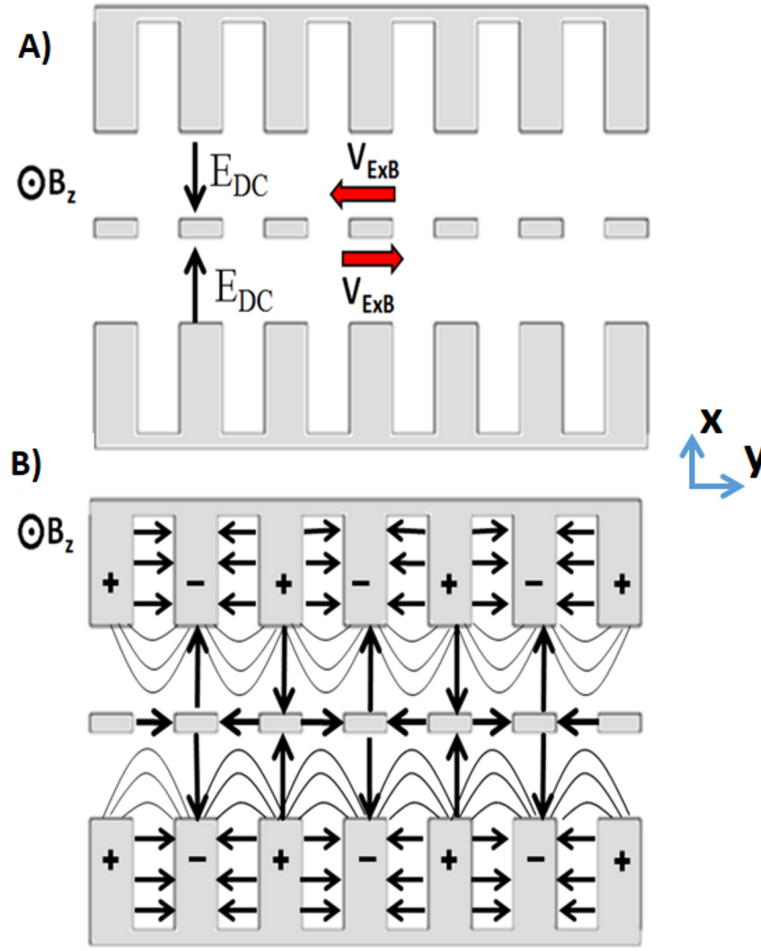 A)
V_ExB
⊙B_z
E_DC
E_DC
V_ExB
x
y
B)
⊙B_z
+ − + − + − +
+ − + − + − +